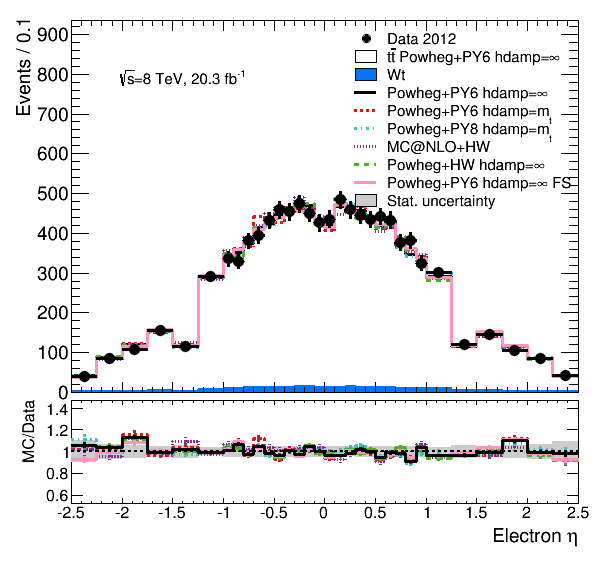 Events / 0.1
900
800
700
600
500
400
300
200
100
0
√s=8 TeV, 20.3 fb⁻¹
Data 2012
tt̄ Powheg+PY6 hdamp=∞
Wt
Powheg+PY6 hdamp=∞
Powheg+PY6 hdamp=mₜ
Powheg+PY8 hdamp=mₜ
MC@NLO+HW
Powheg+HW hdamp=∞
Powheg+PY6 hdamp=∞ FS
Stat. uncertainty
MC/Data
1.4
1.2
1
0.8
0.6
-2.5 -2 -1.5 -1 -0.5 0 0.5 1 1.5 2 2.5
Electron η